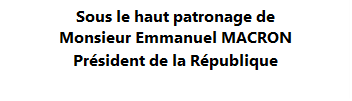 Sous le haut patronage de
Monsieur Emmanuel MACRON
Président de la République